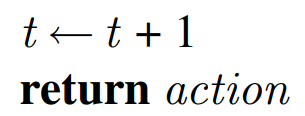 t ← t + 1
return action